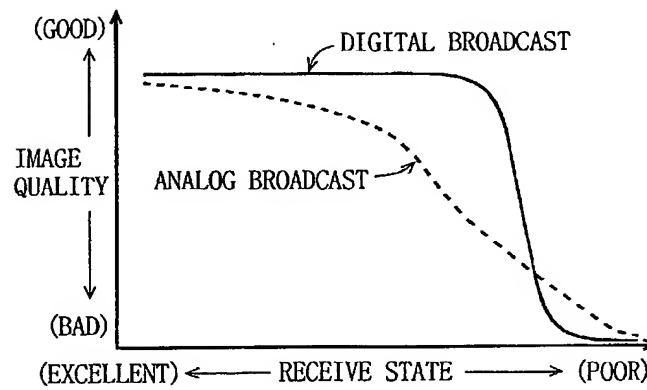 (GOOD)
DIGITAL BROADCAST
IMAGE
QUALITY
ANALOG BROADCAST
(BAD)
(EXCELLENT) RECEIVE STATE (POOR)